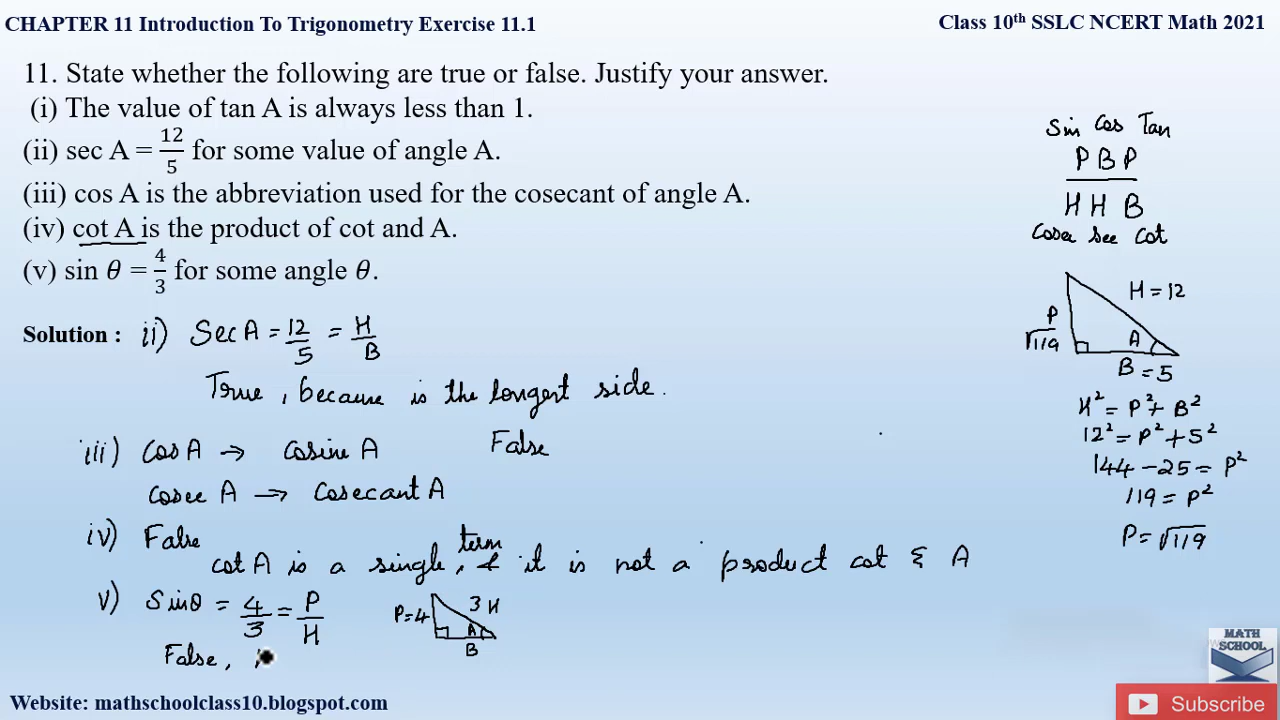 CHAPTER 11 Introduction To Trigonometry Exercise 11.1
Class 10th SSLC NCERT Math 2021
11. State whether the following are true or false. Justify your answer.
(i) The value of tan A is always less than 1.
(ii) sec A = 12/5 for some value of angle A.
(iii) cos A is the abbreviation used for the cosecant of angle A.
(iv) cot A is the product of cot and A.
(v) sin θ = 4/3 for some angle θ.
Solution : ii) Sec A = 12/5 = H/B
True, because is the longest side.
iii) Cos A → Cosine A False
Cosec A → Cosecant A
iv) False
cot A is a single term, & it is not a product cot & A
v) Sinθ = 4/3 = P/H
False,
P=4
3 H
A
B
Sin Cos Tan
P B P
H H B
Cosec sec cot
H = 12
P
√119
A
B = 5
H² = P² + B²
12² = P² + 5²
144 - 25 = P²
119 = P²
P = √119
MATH
SCHOOL
Website: mathschoolclass10.blogspot.com
Subscribe